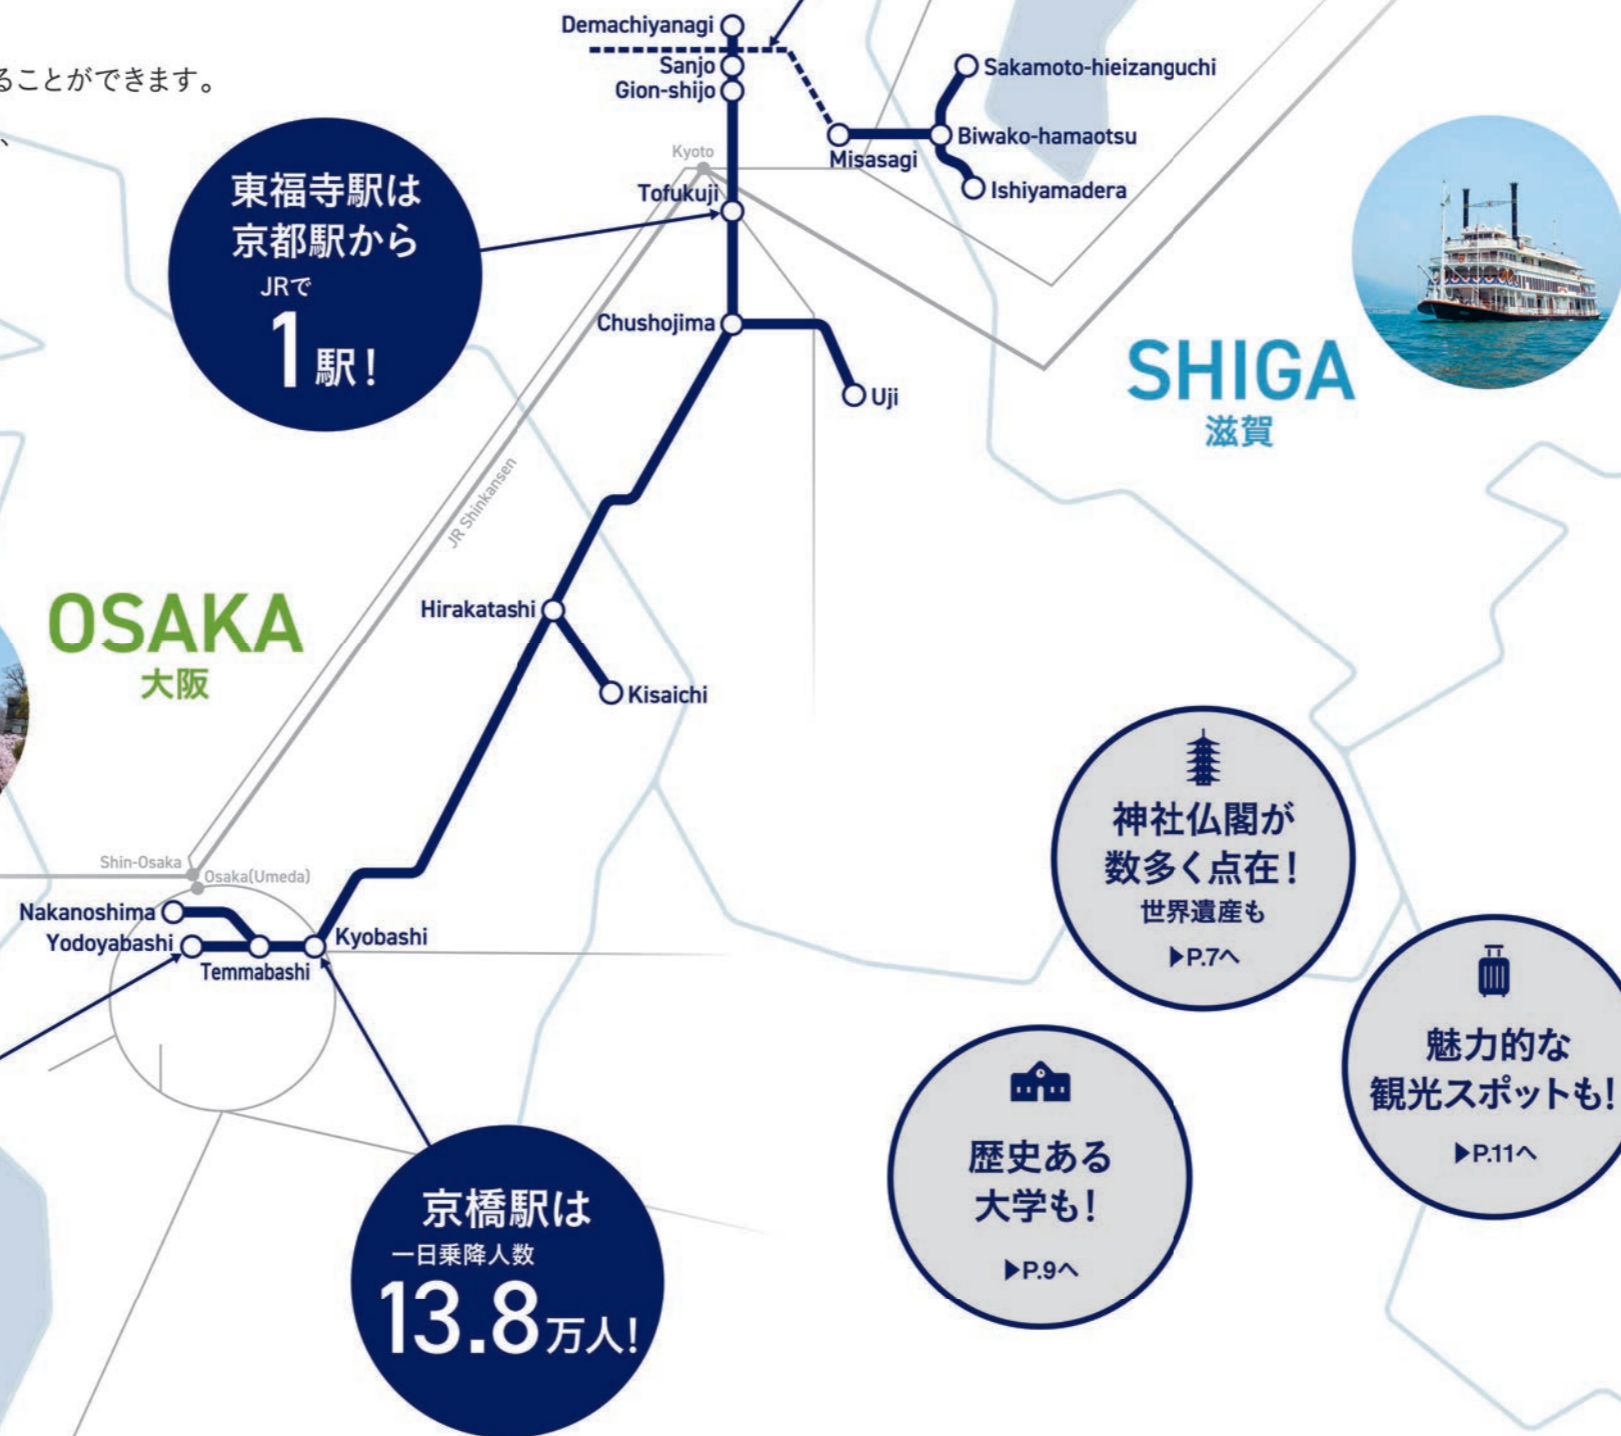 ることができます。
、
Demachiyanagi
Sanjo
Gion-shijo
Sakamoto-hieizanguchi
Biwako-hamaotsu
Misasagi
Ishiyamadera
Kyoto
Tofukuji
東福寺駅は
京都駅から
JRで
1駅!
Chushojima
Uji
SHIGA
滋賀
JR Shinkansen
OSAKA
大阪
Hirakatashi
Kisaichi
Shin-Osaka
Osaka(Umeda)
Nakanoshima
Yodoyabashi
Temmabashi
Kyobashi
神社仏閣が
数多く点在!
世界遺産も
▶P.7へ
魅力的な
観光スポットも!
▶P.11へ
歴史ある
大学も!
▶P.9へ
京橋駅は
一日乗降人数
13.8万人!